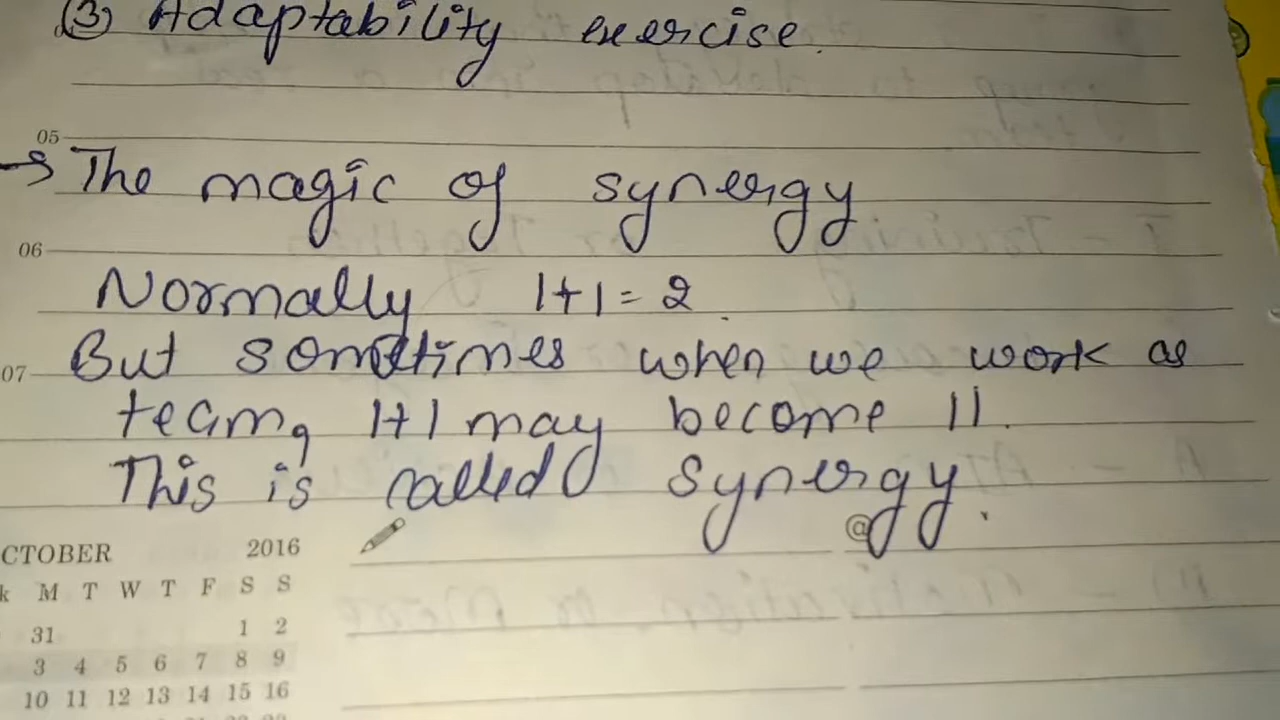 (3) Adaptability exercise.
05
→ The magic of synergy
06
Normally 1+1=2.
But sometimes when we work as
07
team, 1+1 may become 11.
This is called synergy.
@
CTOBER 2016
k M T W T F S S
31 1 2
3 4 5 6 7 8 9
10 11 12 13 14 15 16